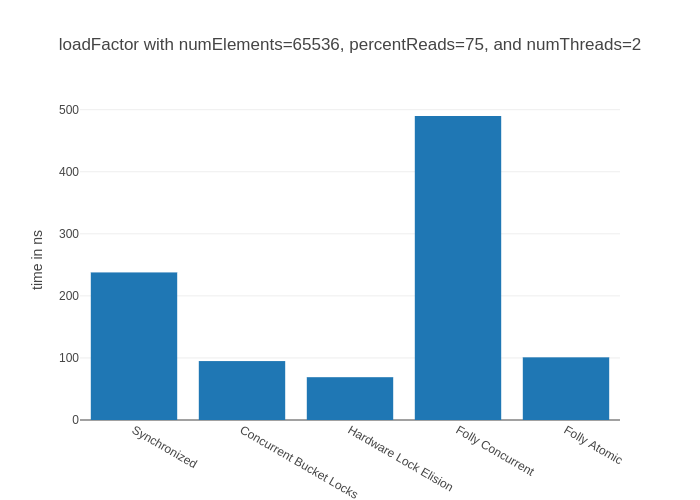 loadFactor with numElements=65536, percentReads=75, and numThreads=2
500
400
300
200
100
0
time in ns
Synchronized
Concurrent Bucket Locks
Hardware Lock Elision
Folly Concurrent
Folly Atomic